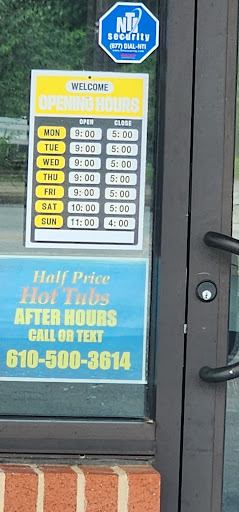 NTI
security
(877) DIAL-NTI
WELCOME
OPENING HOURS
OPEN CLOSE
MON 9:00 5:00
TUE 9:00 5:00
WED 9:00 5:00
THU 9:00 5:00
FRI 9:00 5:00
SAT 10:00 5:00
SUN 11:00 4:00
Half Price
Hot Tubs
AFTER HOURS
CALL OR TEXT
610-500-3614